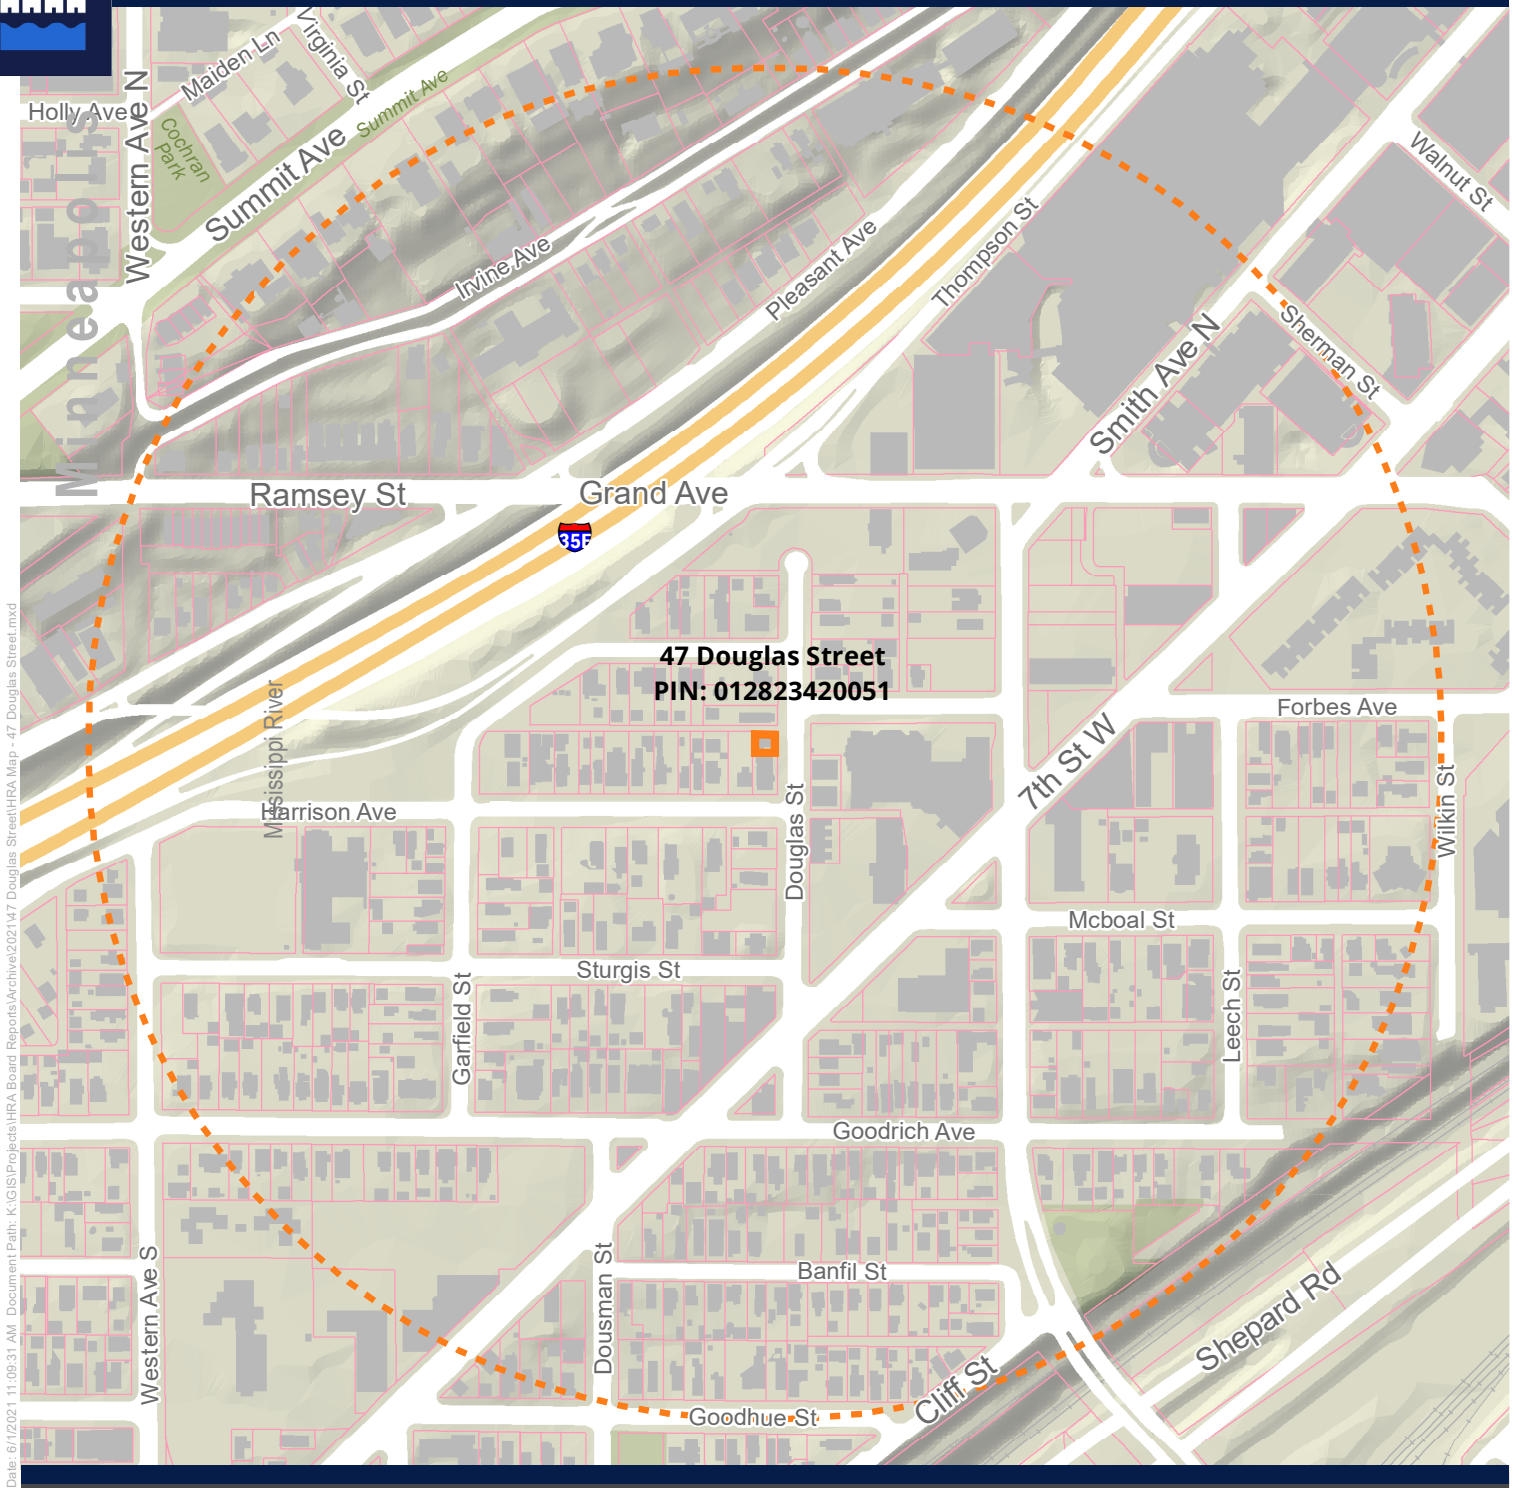 Maiden Ln
Virginia St
Holly Ave
Western Ave N
Cochran
Park
Summit Ave
Summit Ave
Minneapolis
Irvine Ave
Pleasant Ave
Thompson St
Walnut St
Sherman St
Smith Ave N
Ramsey St
Grand Ave
35E
47 Douglas Street
PIN: 012823420051
Mississippi River
Forbes Ave
7th St W
Wilkin St
Harrison Ave
Douglas St
Mcboal St
Sturgis St
Garfield St
Leech St
Goodrich Ave
Banfil St
Dousman St
Western Ave S
Shepard Rd
Cliff St
Goodhue St
Date: 6/1/2021 11:09:31 AM Document Path: K:\GIS\Projects\HRA Board Reports\Archive\2021\47 Douglas Street\HRA Map - 47 Douglas Street.mxd